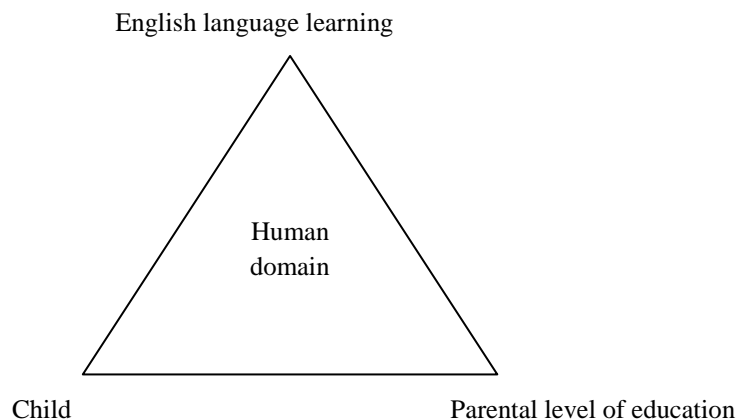 English language learning
Human
domain
Child
Parental level of education